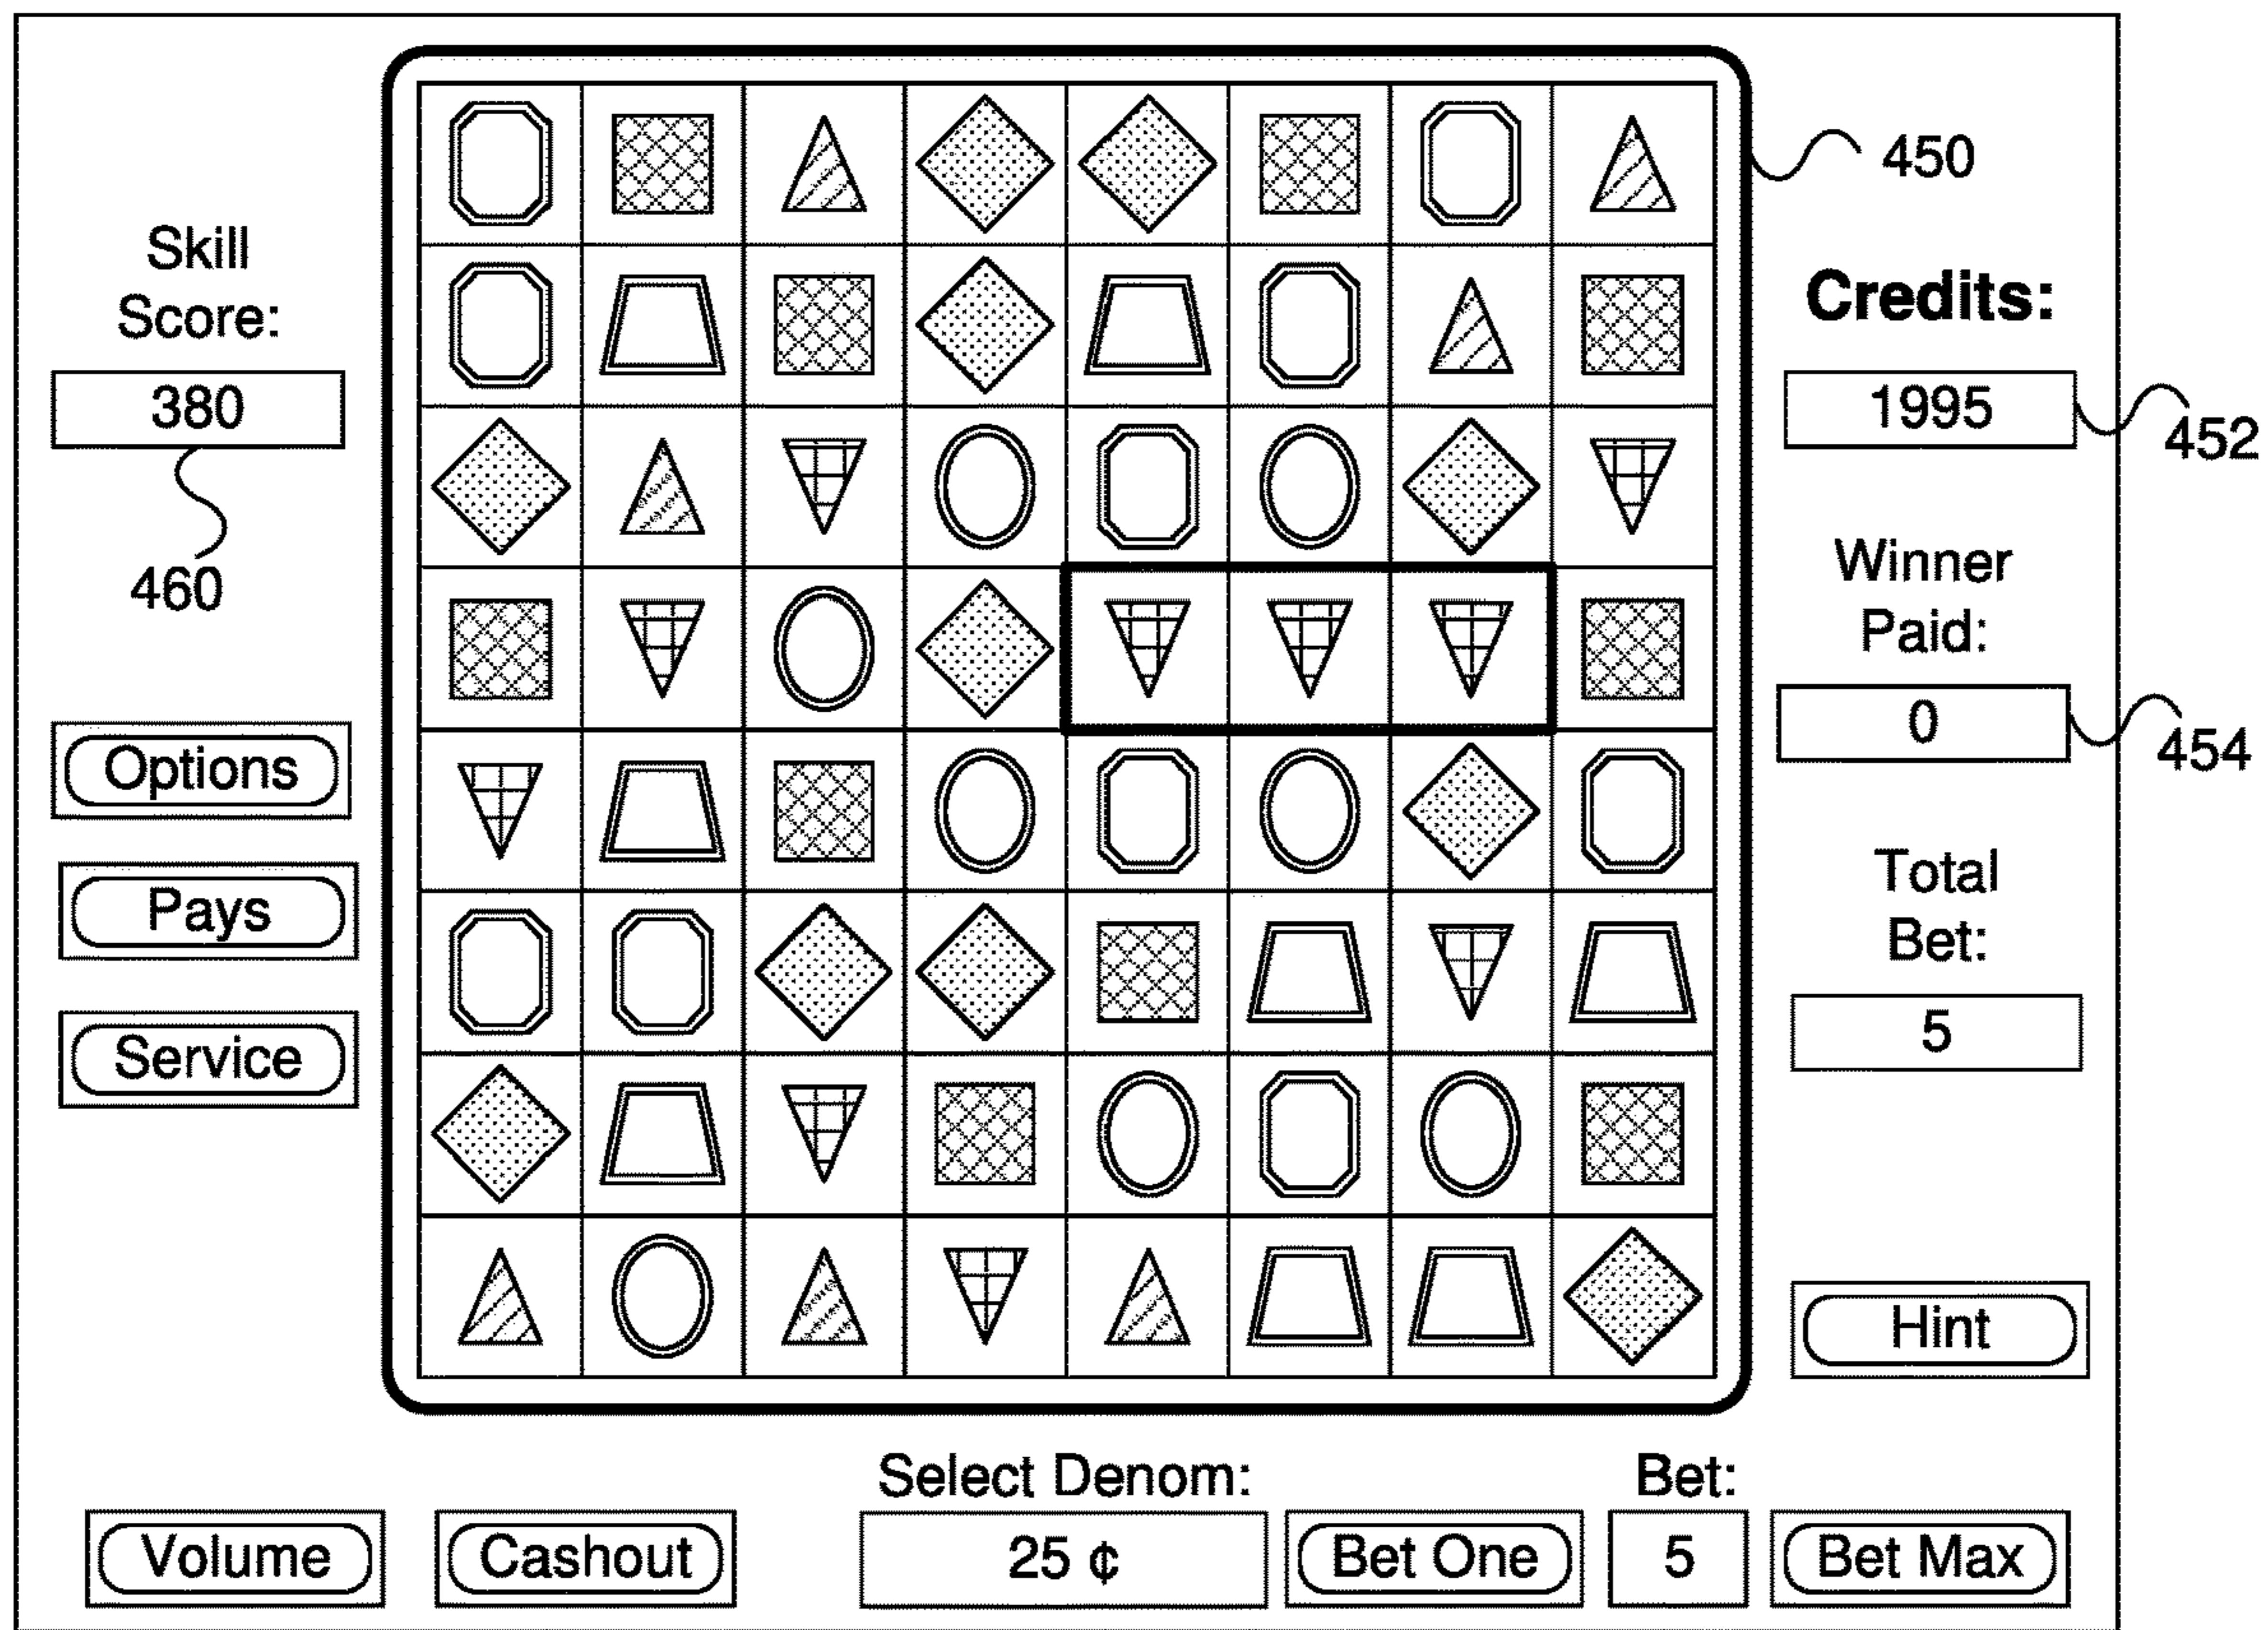 450
Skill
Score:
380
460
Credits:
1995
452
Winner
Paid:
0
454
Options
Pays
Service
Total
Bet:
5
Hint
Select Denom:
Bet:
Volume
Cashout
25 ¢
Bet One
5
Bet Max